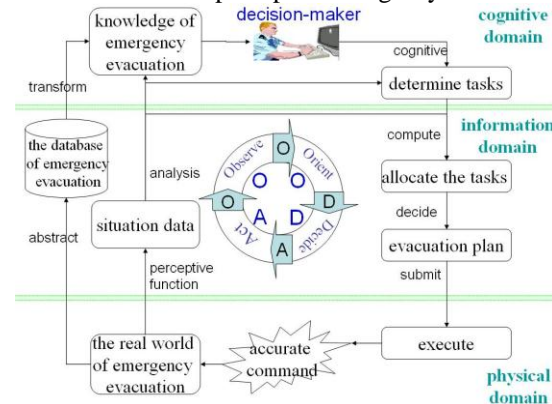 knowledge of
emergency
evacuation
decision-maker
cognitive
domain
cognitive
determine tasks
transform
the database
of emergency
evacuation
information
domain
compute
analysis
allocate the tasks
Observe
Orient
Decide
Act
O
O
D
A
O
O
D
A
situation data
decide
evacuation plan
abstract
perceptive
function
submit
the real world
of emergency
evacuation
accurate
command
execute
physical
domain